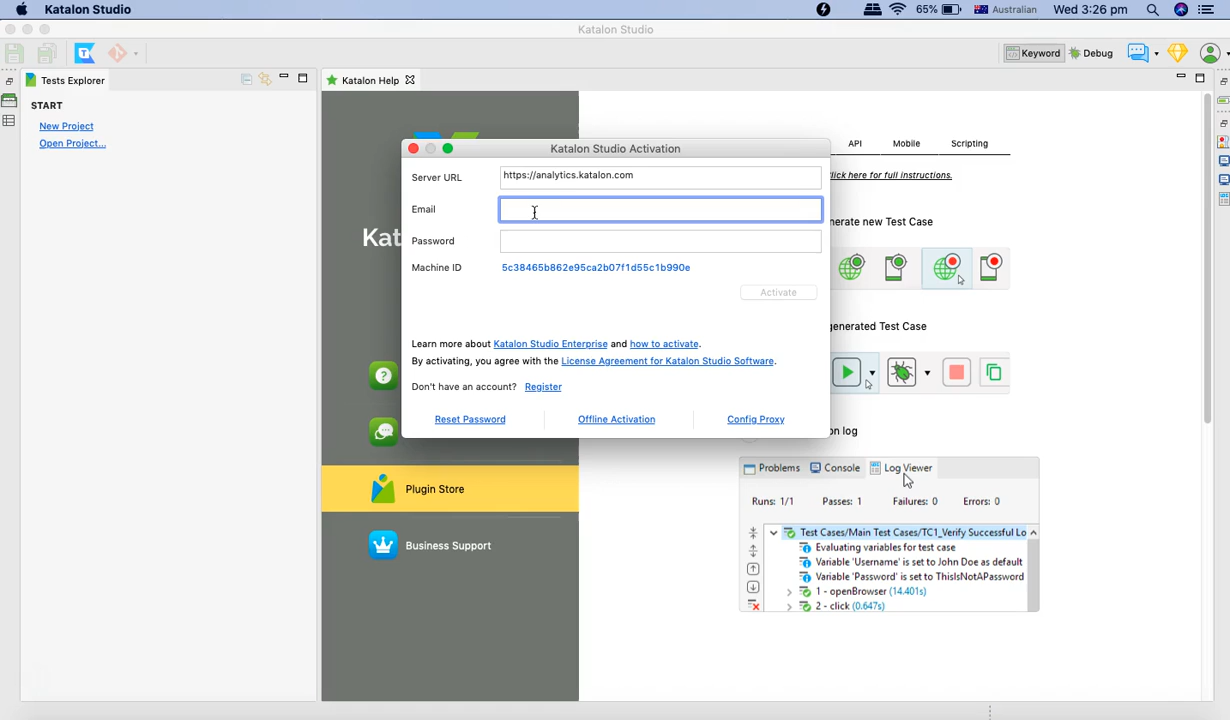 Katalon Studio
65%
Australian
Wed 3:26 pm
Katalon Studio
Keyword
Debug
Tests Explorer
Katalon Help
START
New Project
Open Project...
Kat
Katalon Studio Activation
Server URL
https://analytics.katalon.com
Email
Password
Machine ID
5c38465b862e95ca2b07f1d55c1b990e
Activate
Learn more about Katalon Studio Enterprise and how to activate.
By activating, you agree with the License Agreement for Katalon Studio Software.
Don't have an account? Register
Reset Password
Offline Activation
Config Proxy
Plugin Store
Business Support
API
Mobile
Scripting
lick here for full instructions.
nerate new Test Case
generated Test Case
on log
Problems
Console
Log Viewer
Runs: 1/1
Passes: 1
Failures: 0
Errors: 0
Test Cases/Main Test Cases/TC1_Verify Successful Lo
Evaluating variables for test case
Variable 'Username' is set to John Doe as default
Variable 'Password' is set to ThisIsNotAPassword
1 - openBrowser (14.401s)
2 - click (0.647s)